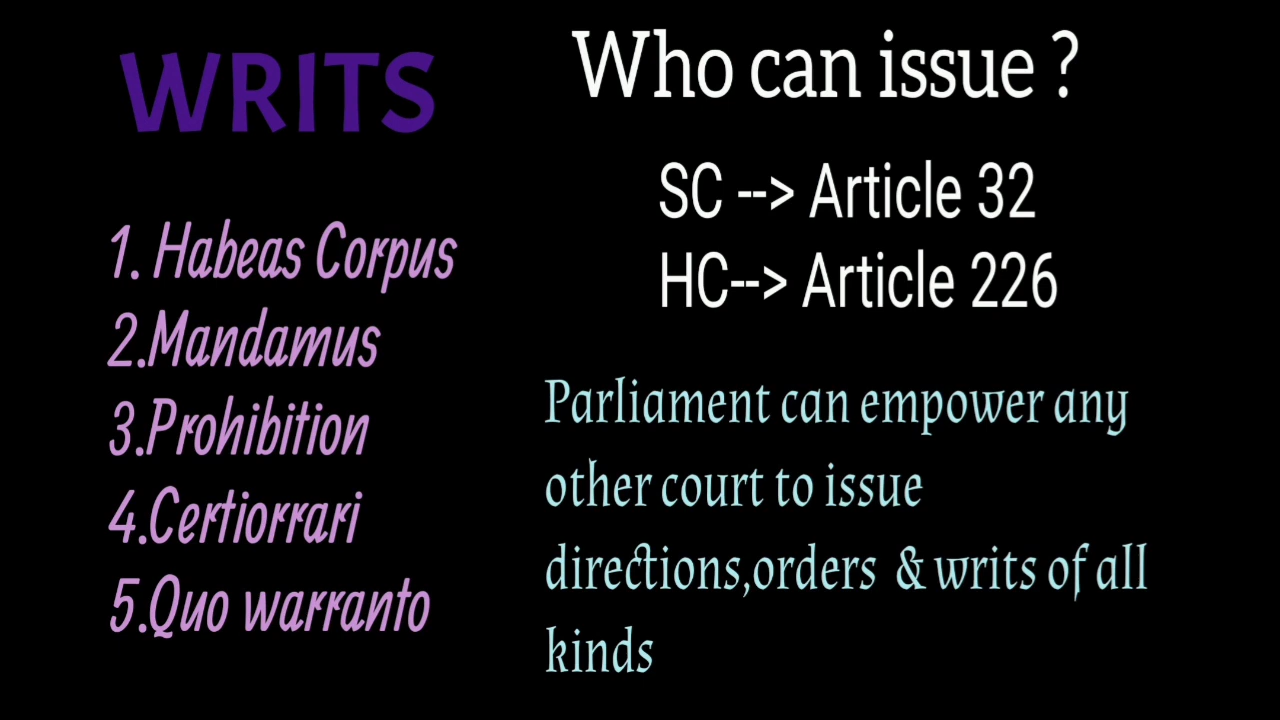 WRITS
1. Habeas Corpus
2.Mandamus
3.Prohibition
4.Certiorrari
5.Quo warranto
Who can issue ?
SC --> Article 32
HC--> Article 226
Parliament can empower any
other court to issue
directions,orders & writs of all
kinds